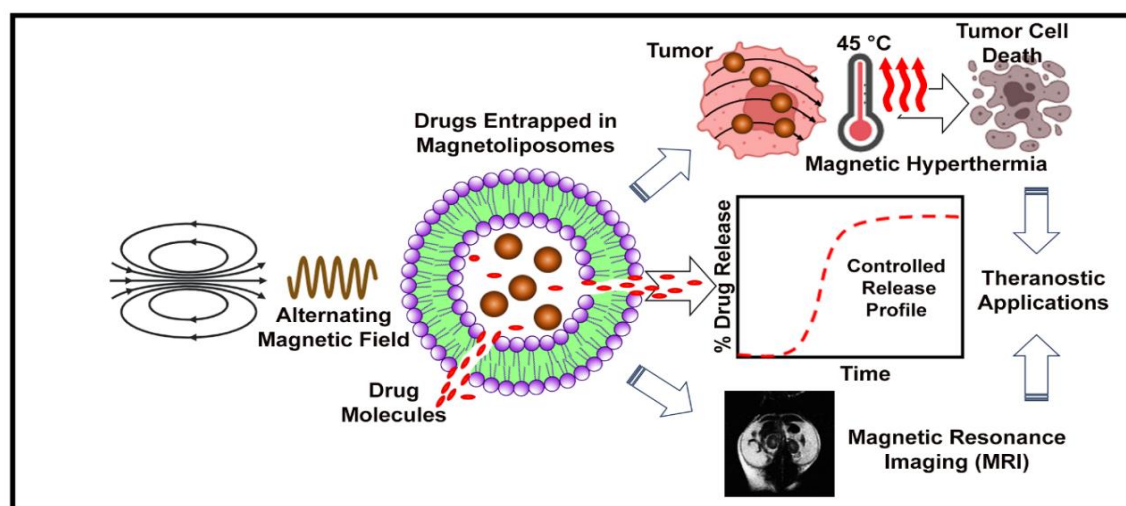 Tumor
45 °C
Tumor Cell
Death
Magnetic Hyperthermia
Drugs Entrapped in
Magnetoliposomes
Alternating
Magnetic Field
Drug
Molecules
% Drug Release
Controlled
Release
Profile
Time
Theranostic
Applications
Magnetic Resonance
Imaging (MRI)